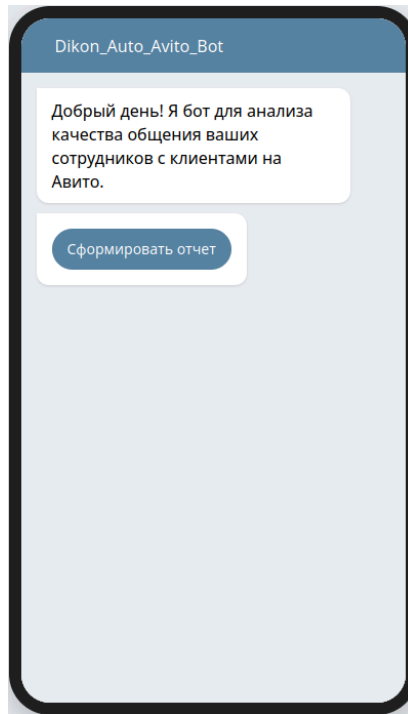 Dikon_Auto_Avito_Bot
Добрый день! Я бот для анализа
качества общения ваших
сотрудников с клиентами на
Авито.
Сформировать отчет